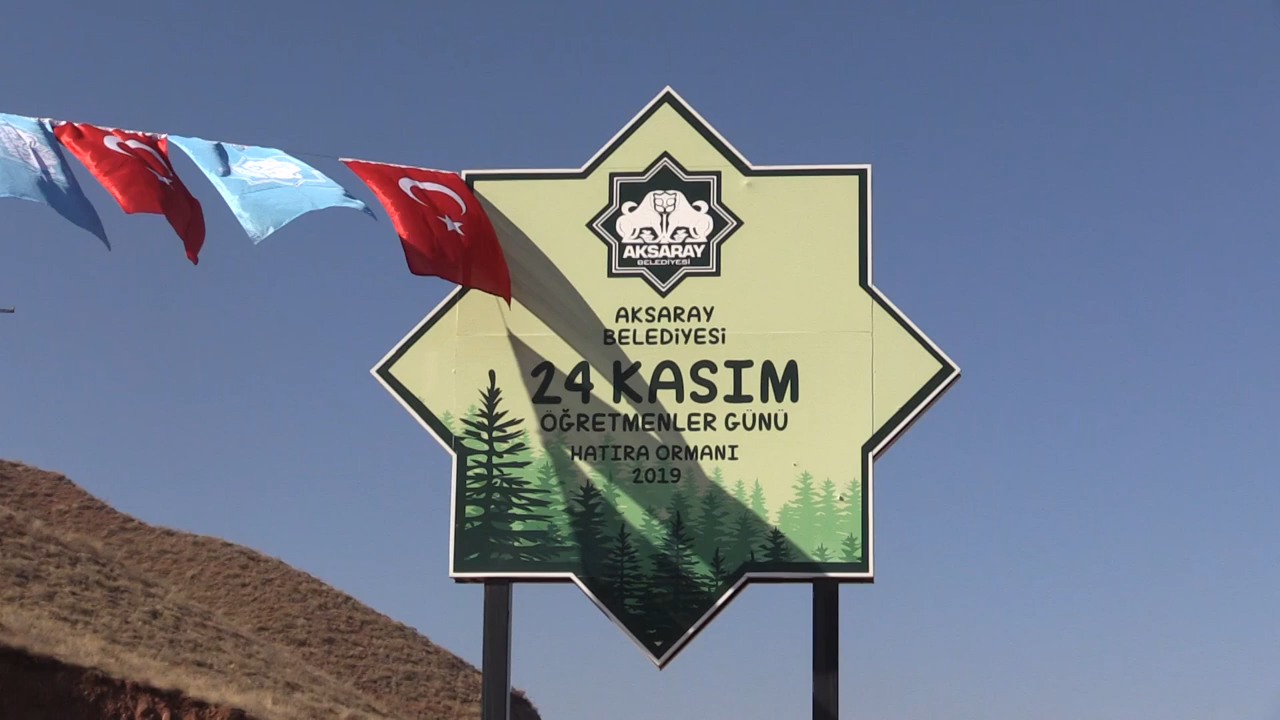 AKSARAY
BELEDİYESİ
AKSARAY
BELEDİYESİ
24 KASIM
ÖĞRETMENLER GÜNÜ
HATIRA ORMANI
2019